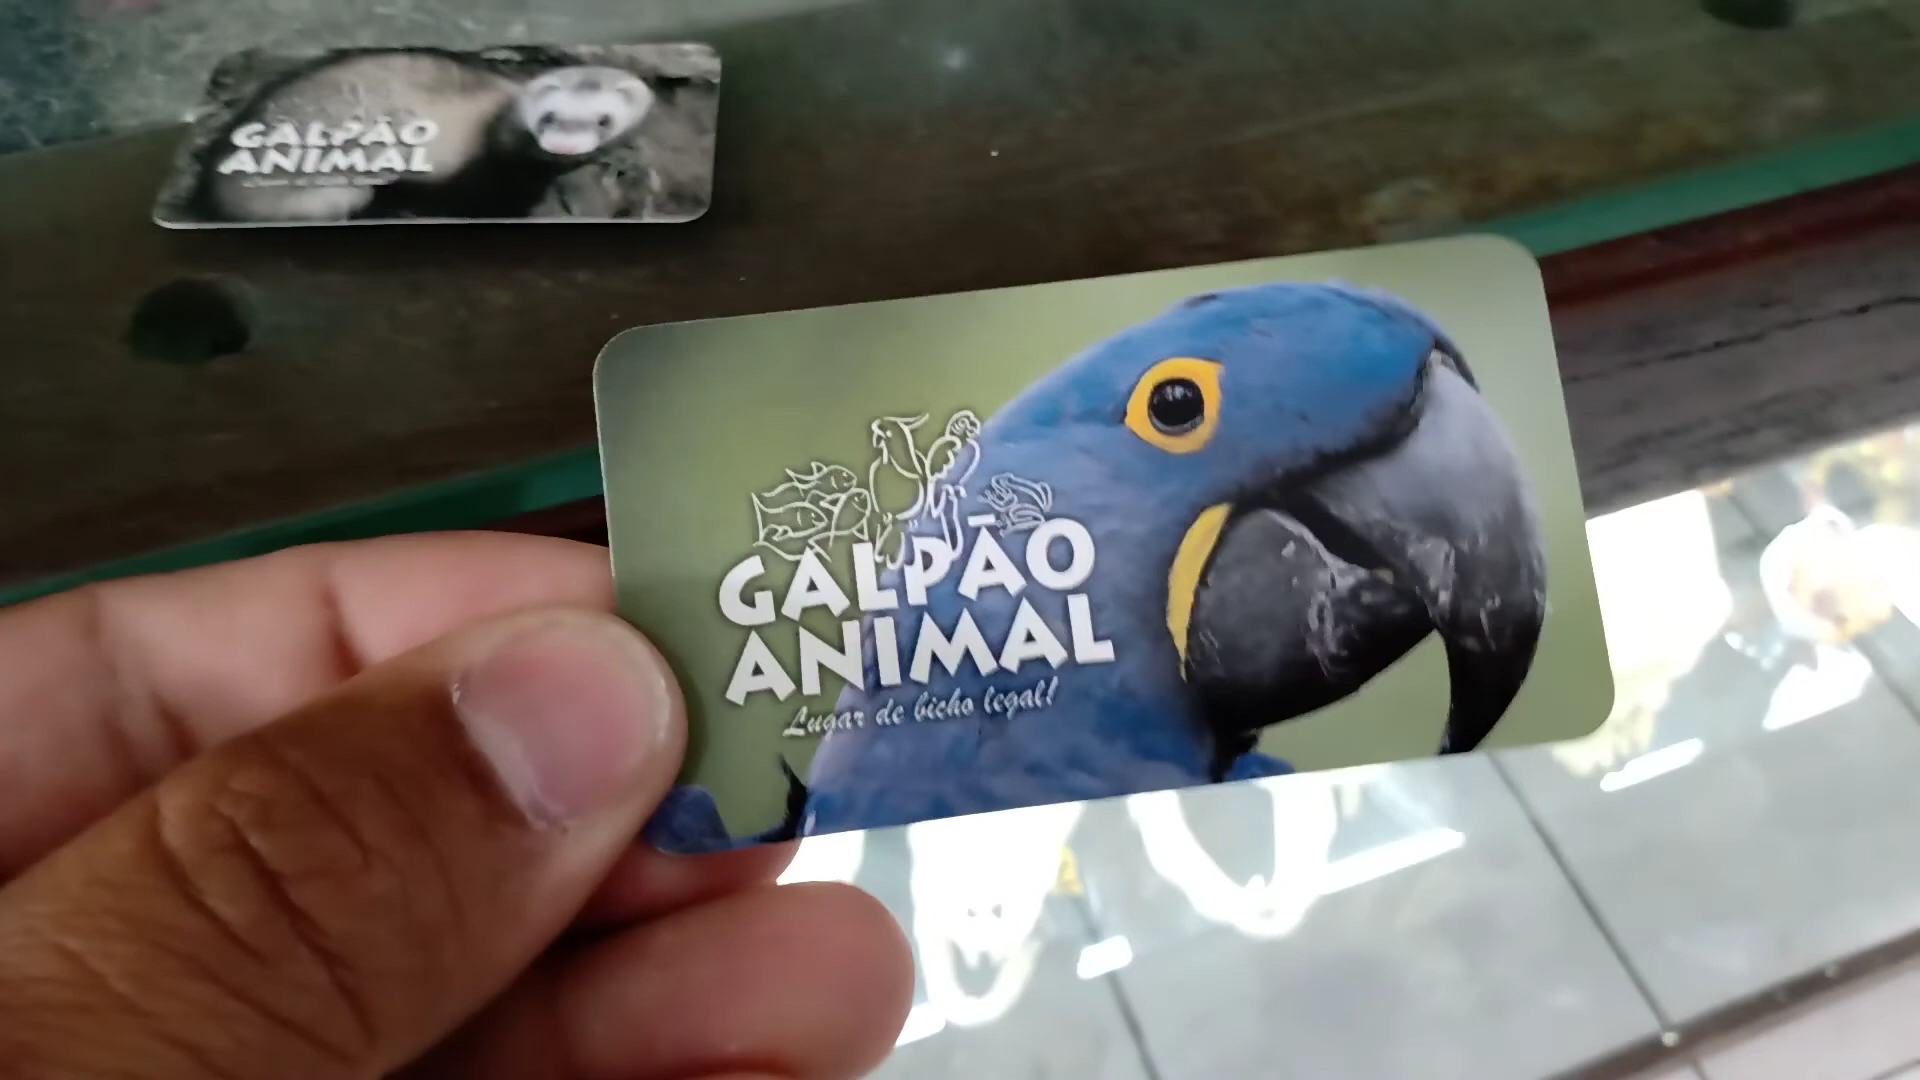 GALPÃO
ANIMAL
GALPÃO
ANIMAL
Lugar de bicho legal!